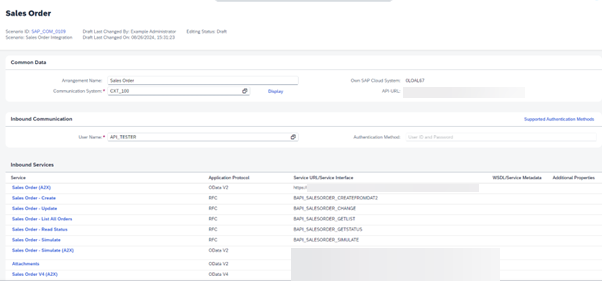 Sales Order
Scenario ID: SAP_COM_0109 Draft Last Changed By: Example Administrator Editing Status: Draft
Scenario: Sales Order Integration Draft Last Changed On: 08/29/2024, 15:31:23
Common Data
Arrangement Name: Sales Order Own SAP Cloud System: 0LOALS7
Communication System:* CXT_100 Display API-URL:
Inbound Communication Supported Authentication Methods
User Name:* API_TESTER Authentication Method: User ID and Password
Inbound Services
Service Application Protocol Service URL/Service Interface WSDL/Service Metadata Additional Properties
Sales Order (A2X) OData V2 https://
Sales Order - Create RFC BAPI_SALESORDER_CREATEFROMDAT2
Sales Order - Update RFC BAPI_SALESORDER_CHANGE
Sales Order - List All Orders RFC BAPI_SALESORDER_GETLIST
Sales Order - Read Status RFC BAPI_SALESORDER_GETSTATUS
Sales Order - Simulate RFC BAPI_SALESORDER_SIMULATE
Sales Order - Simulate (A2X) OData V2
Attachments OData V2
Sales Order V4 (A2X) OData V4